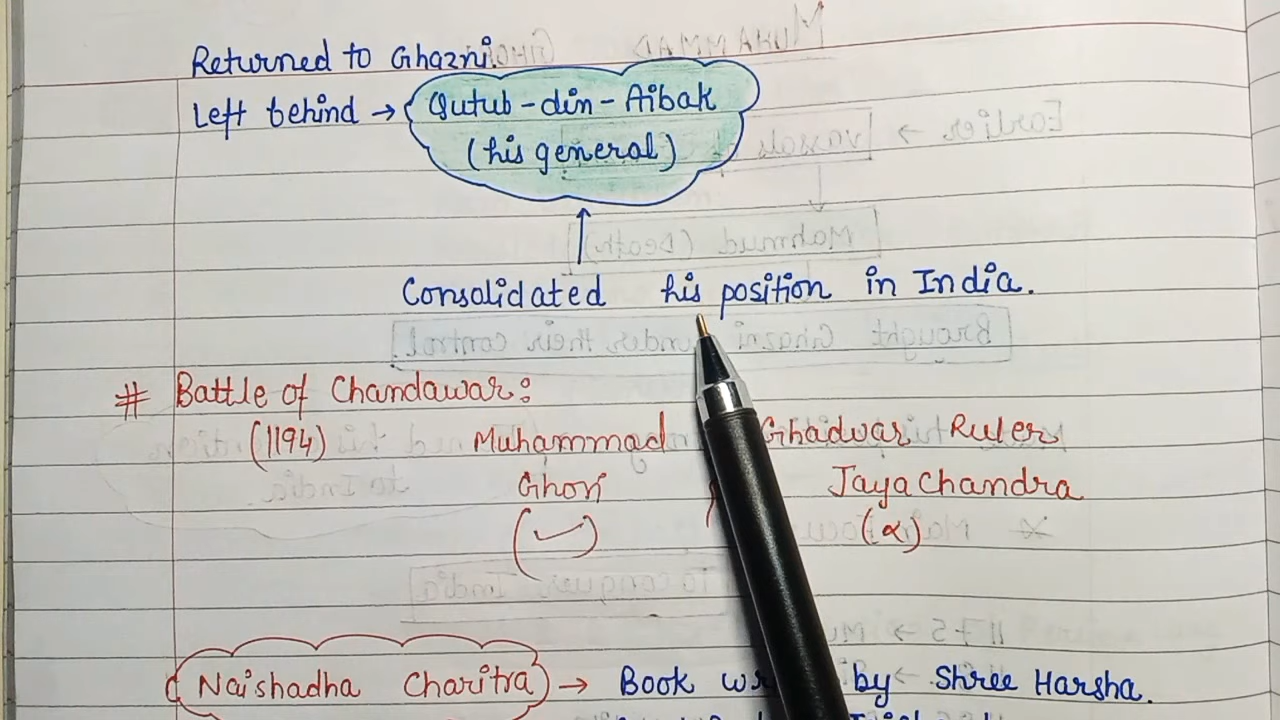 Returned to Ghazni.
Left behind → Qutub-din-Aibak
(his general)
Consolidated his position in India.
# Battle of Chandawar:
(1194) Muhammad Ghadwar Ruler
Ghori JayaChandra
Naishadha Charitra → Book by Shree Harsha.